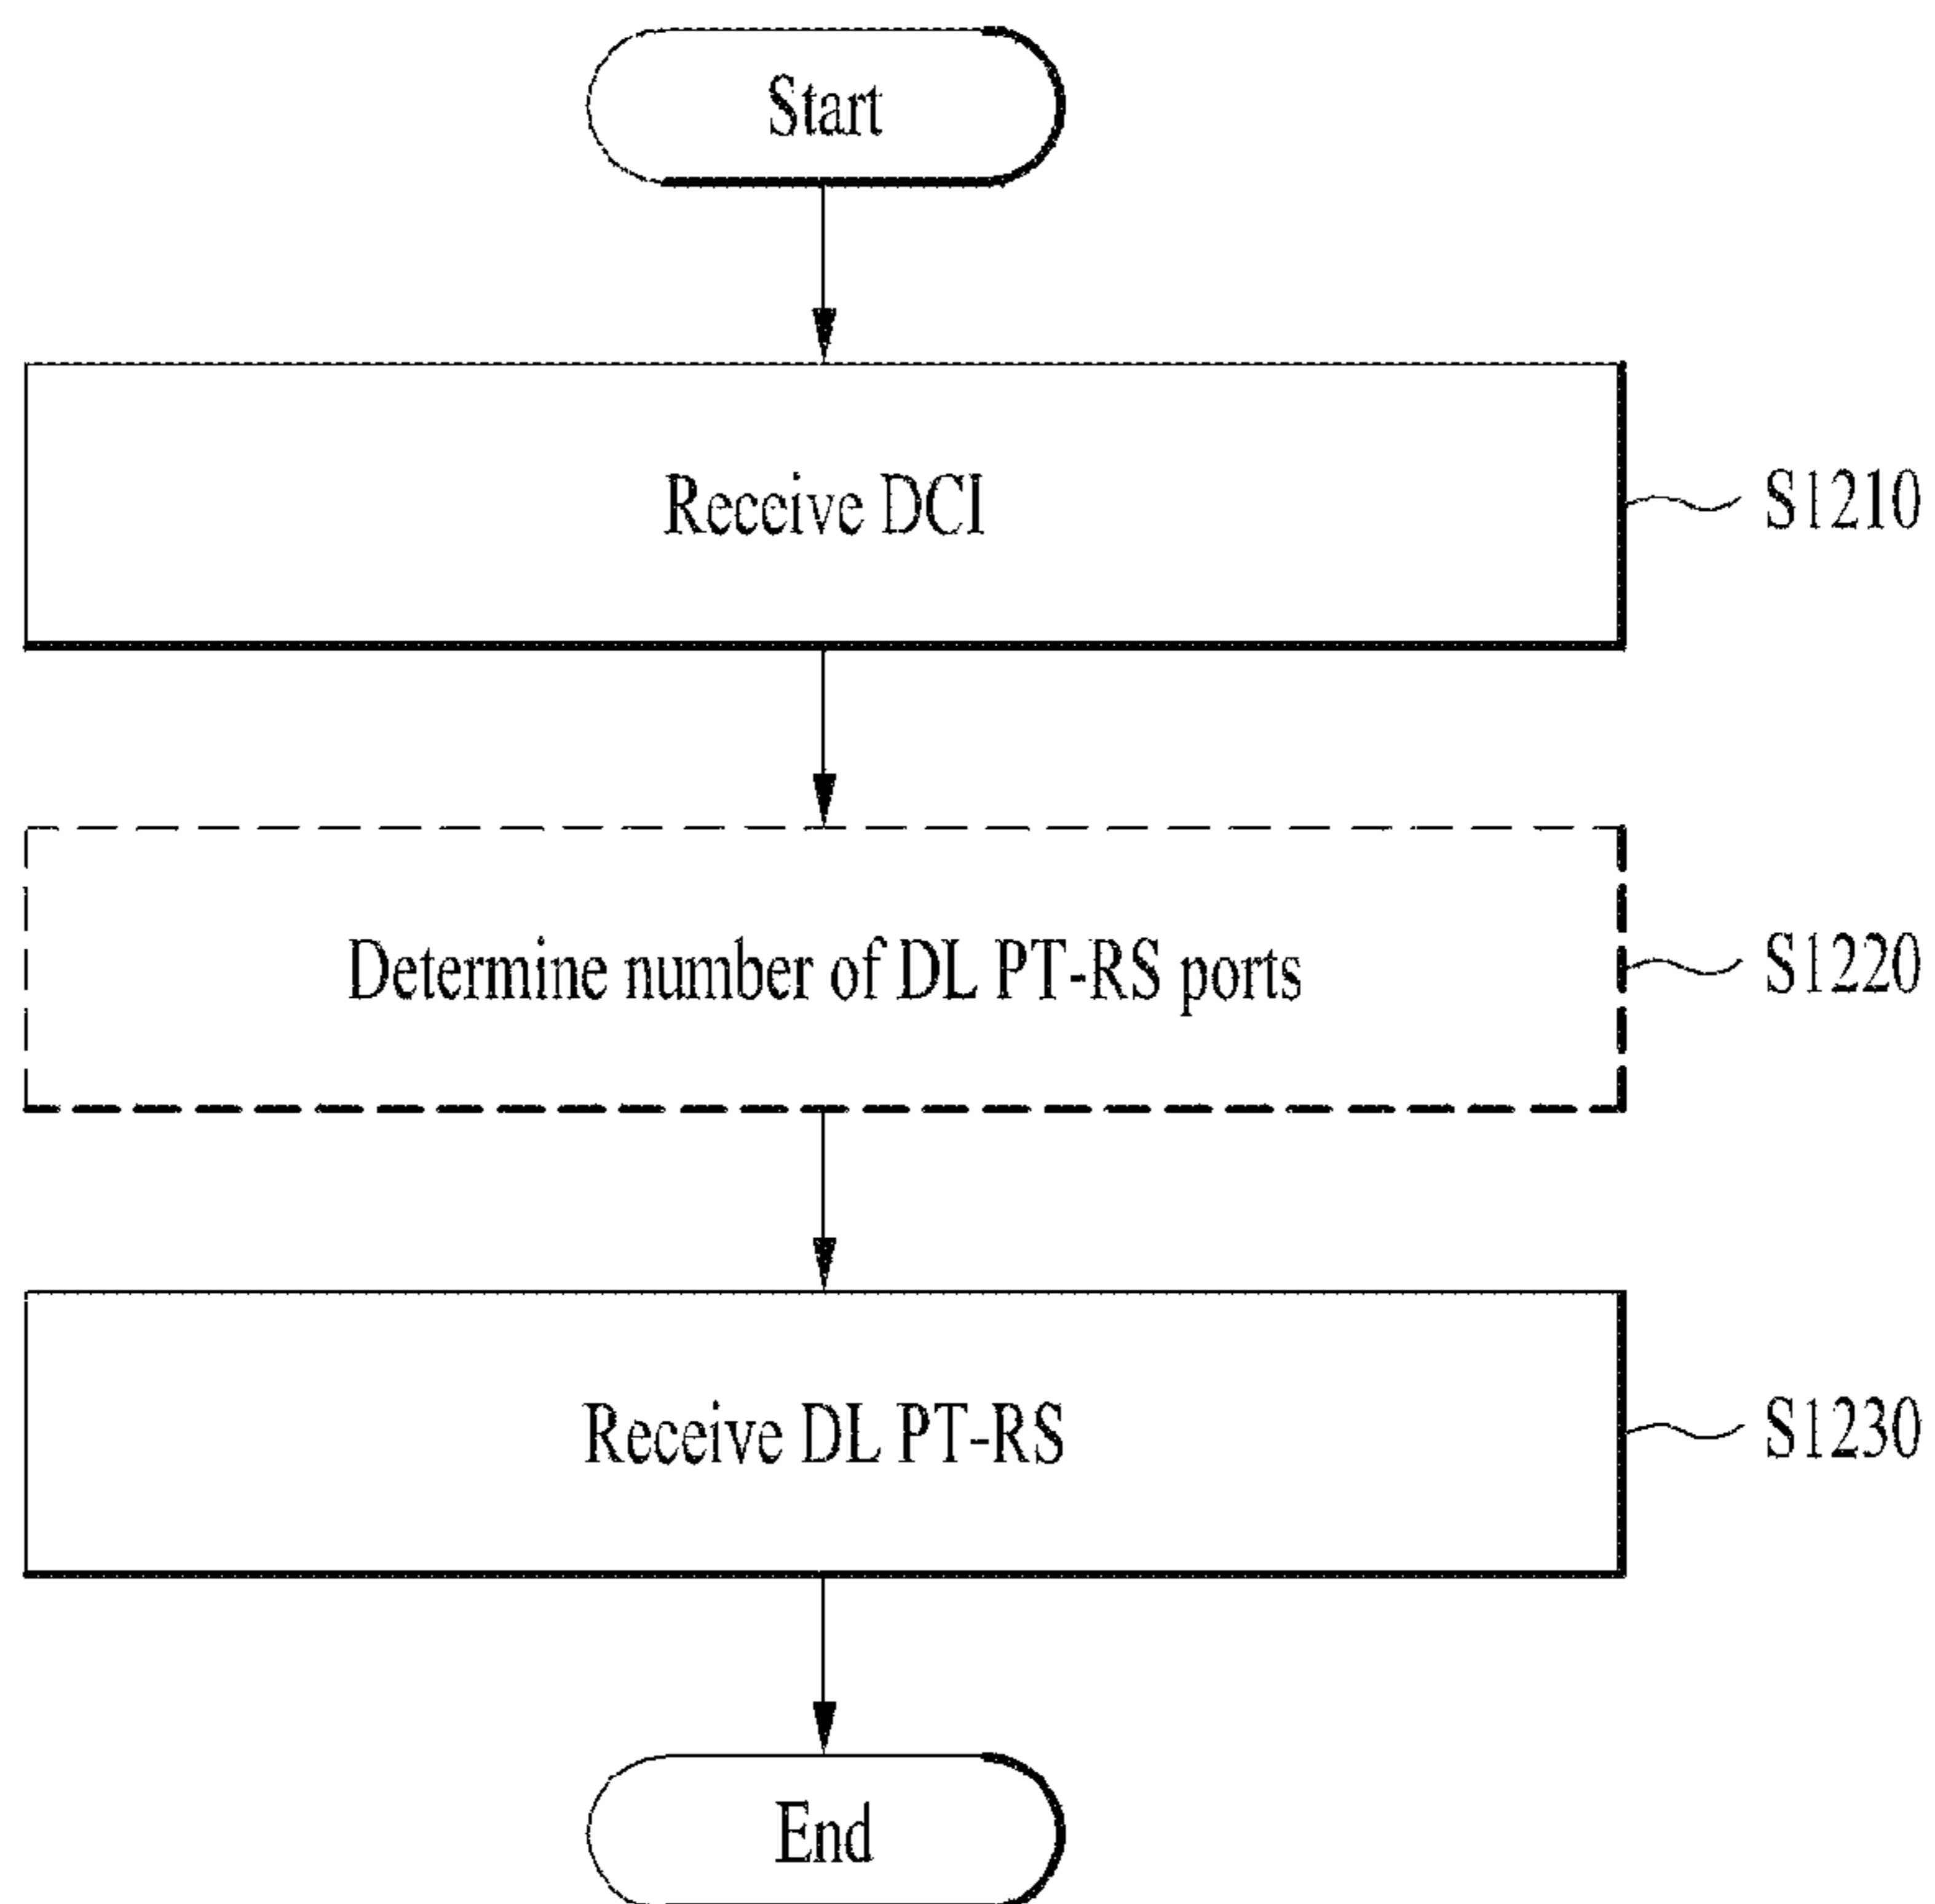 Start
Receive DCI
S1210
Determine number of DL PT-RS ports
S1220
Receive DL PT-RS
S1230
End